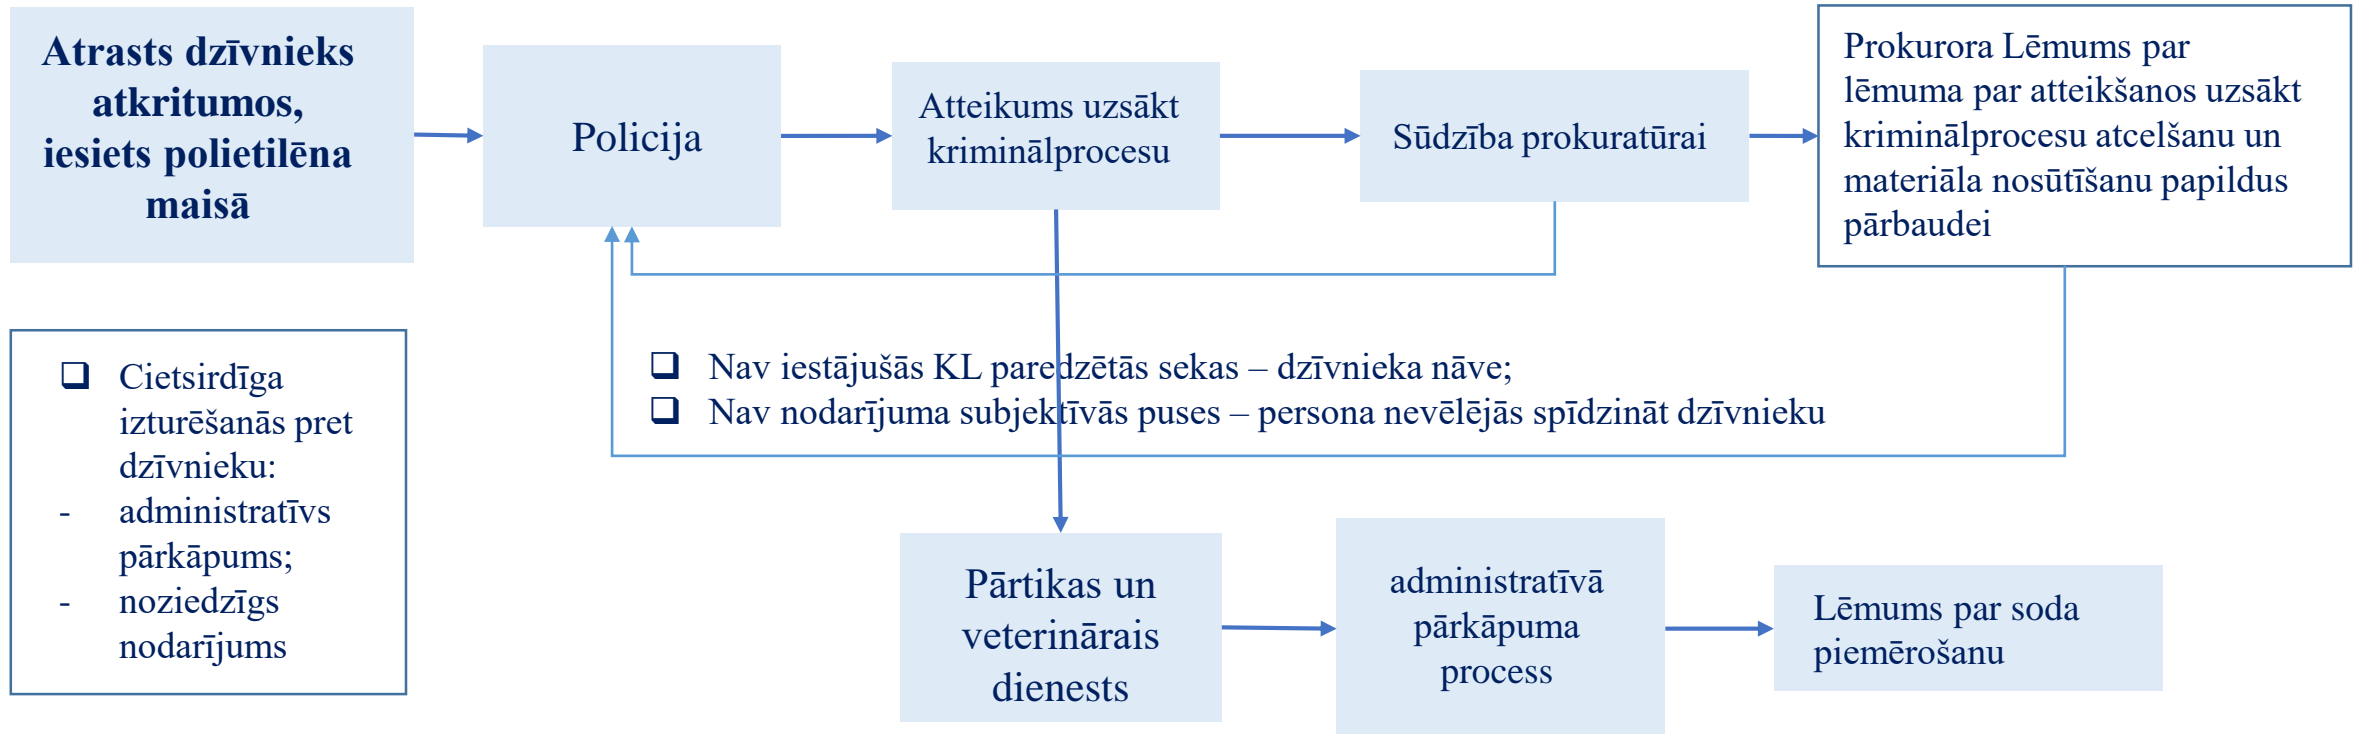 Atrasts dzīvnieks
atkritumos,
iesiets polietilēna
maisā
Policija
Atteikums uzsākt
kriminālprocesu
Sūdzība prokuratūrai
Prokurora Lēmums par
lēmuma par atteikšanos uzsākt
kriminālprocesu atcelšanu un
materiāla nosūtīšanu papildus
pārbaudei
❑ Cietsirdīga
izturēšanās pret
dzīvnieku:
- administratīvs
pārkāpums;
- noziedzīgs
nodarījums
❑ Nav iestājušās KL paredzētās sekas – dzīvnieka nāve;
❑ Nav nodarījuma subjektīvās puses – persona nevēlējās spīdzināt dzīvnieku
Pārtikas un
veterinārais
dienests
administratīvā
pārkāpuma
process
Lēmums par soda
piemērošanu